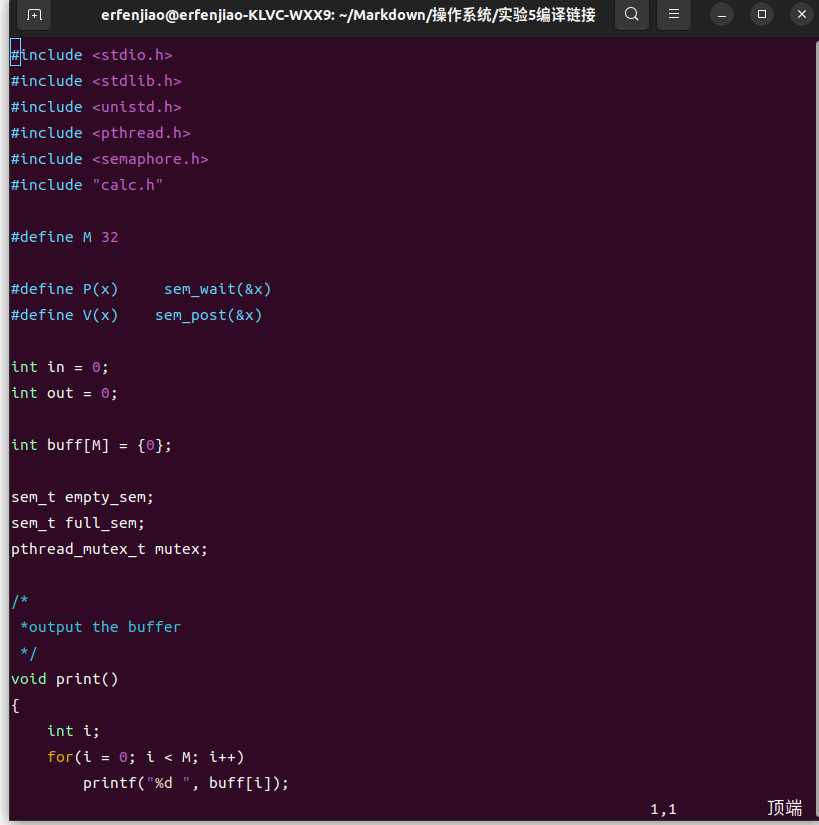 erfenjiao@erfenjiao-KLVC-WXX9: ~/Markdown/操作系统/实验5编译链接
#include <stdio.h>
#include <stdlib.h>
#include <unistd.h>
#include <pthread.h>
#include <semaphore.h>
#include "calc.h"

#define M 32

#define P(x)     sem_wait(&x)
#define V(x)    sem_post(&x)

int in = 0;
int out = 0;

int buff[M] = {0};

sem_t empty_sem;
sem_t full_sem;
pthread_mutex_t mutex;

/*
 *output the buffer
 */
void print()
{
    int i;
    for(i = 0; i < M; i++)
        printf("%d ", buff[i]);
1,1 顶端